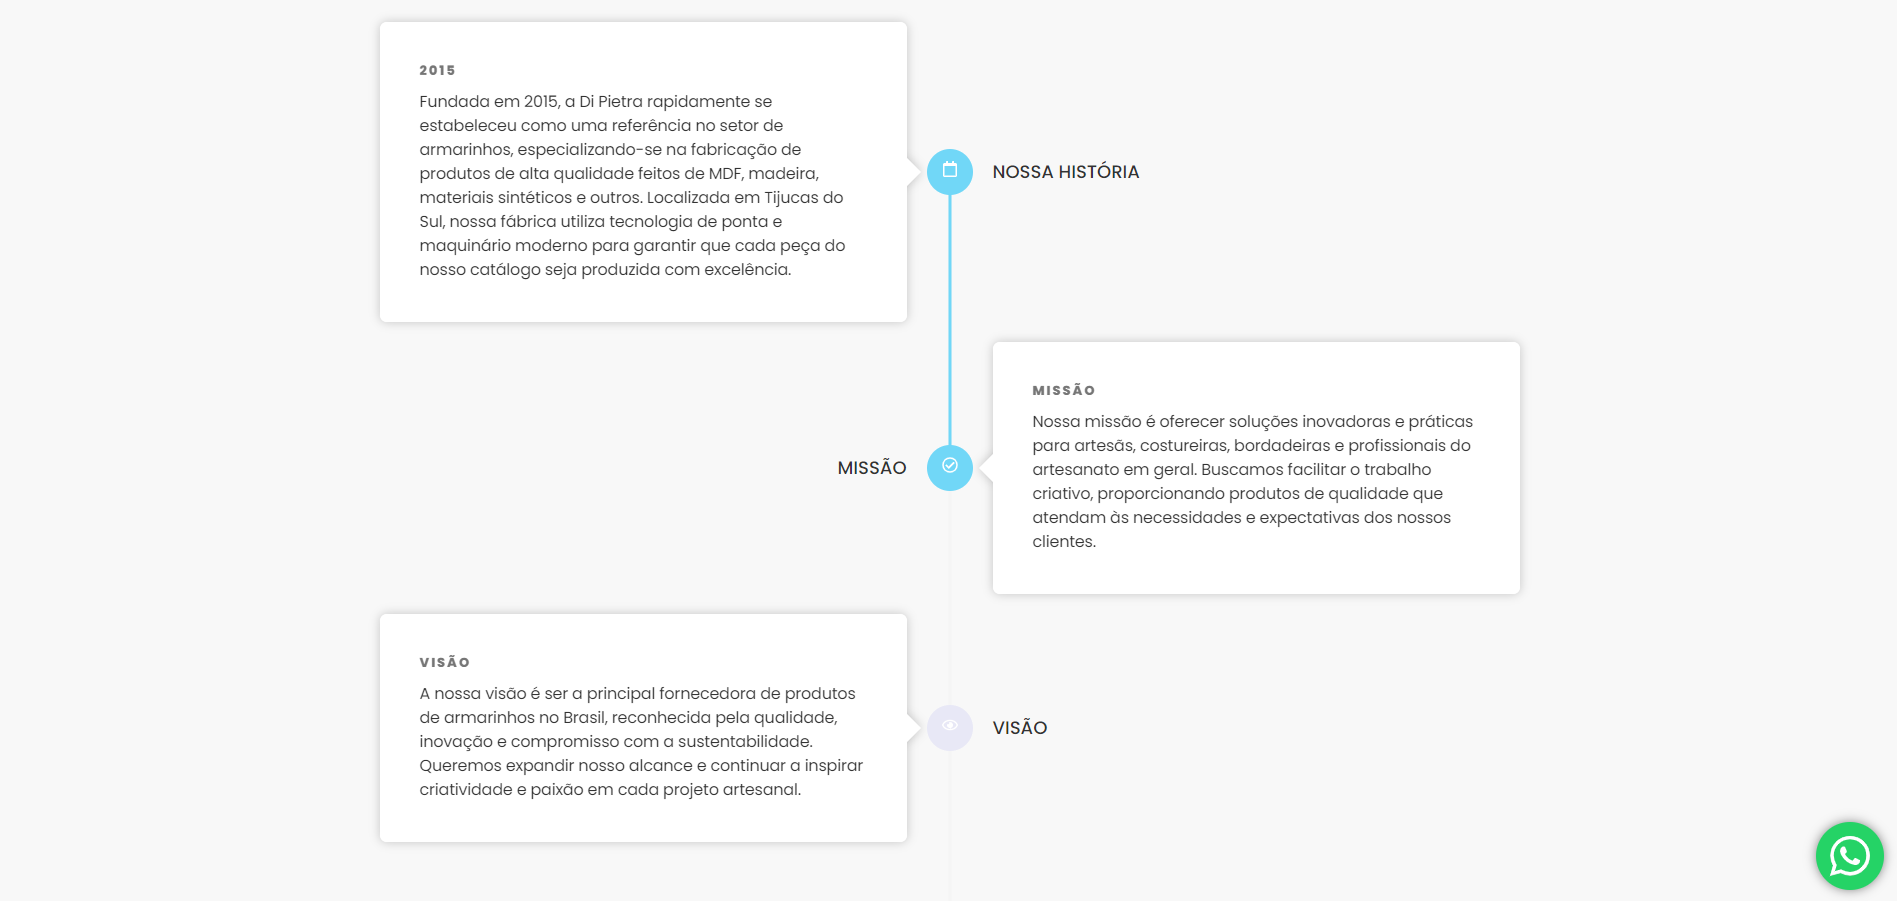 2015
Fundada em 2015, a Di Pietra rapidamente se
estabeleceu como uma referência no setor de
armarinhos, especializando-se na fabricação de
produtos de alta qualidade feitos de MDF, madeira,
materiais sintéticos e outros. Localizada em Tijucas do
Sul, nossa fábrica utiliza tecnologia de ponta e
maquinário moderno para garantir que cada peça do
nosso catálogo seja produzida com excelência.
NOSSA HISTÓRIA
MISSÃO
MISSÃO
Nossa missão é oferecer soluções inovadoras e práticas
para artesãs, costureiras, bordadeiras e profissionais do
artesanato em geral. Buscamos facilitar o trabalho
criativo, proporcionando produtos de qualidade que
atendam às necessidades e expectativas dos nossos
clientes.
VISÃO
A nossa visão é ser a principal fornecedora de produtos
de armarinhos no Brasil, reconhecida pela qualidade,
inovação e compromisso com a sustentabilidade.
Queremos expandir nosso alcance e continuar a inspirar
criatividade e paixão em cada projeto artesanal.
VISÃO